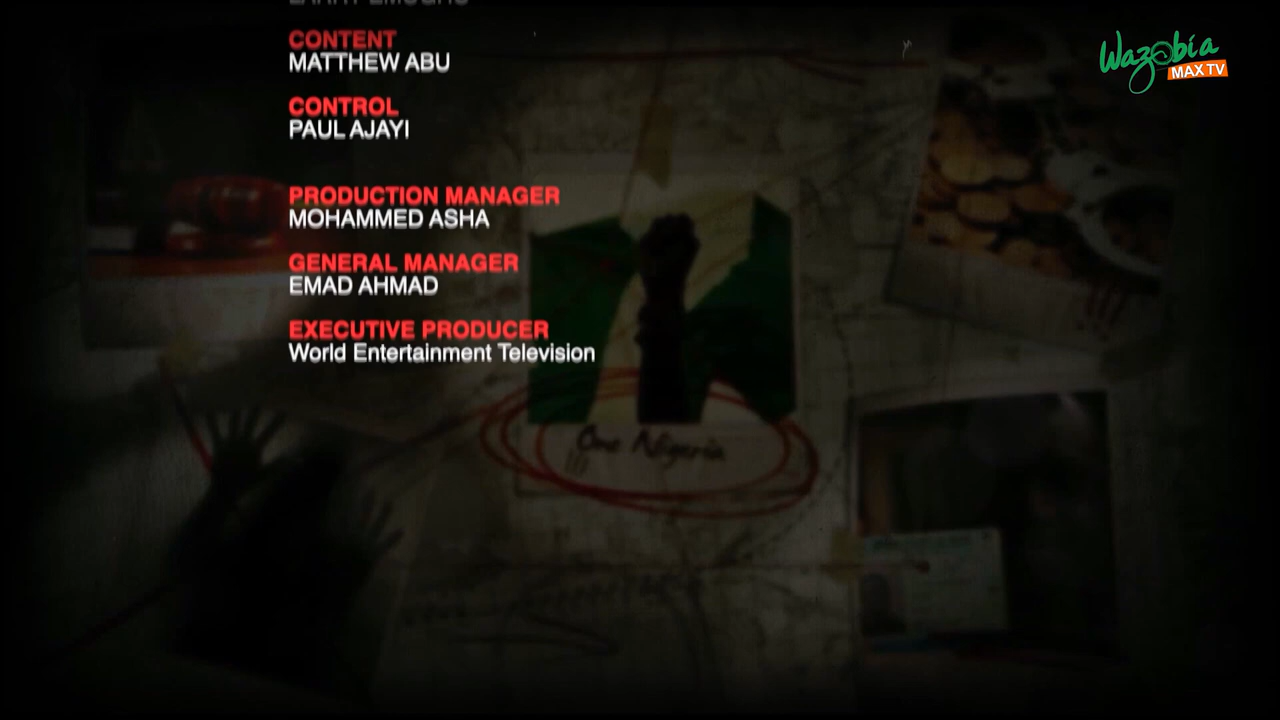 CONTENT
MATTHEW ABU
CONTROL
PAUL AJAYI
PRODUCTION MANAGER
MOHAMMED ASHA
GENERAL MANAGER
EMAD AHMAD
EXECUTIVE PRODUCER
World Entertainment Television
Wazobia
MAX TV
One Nigeria